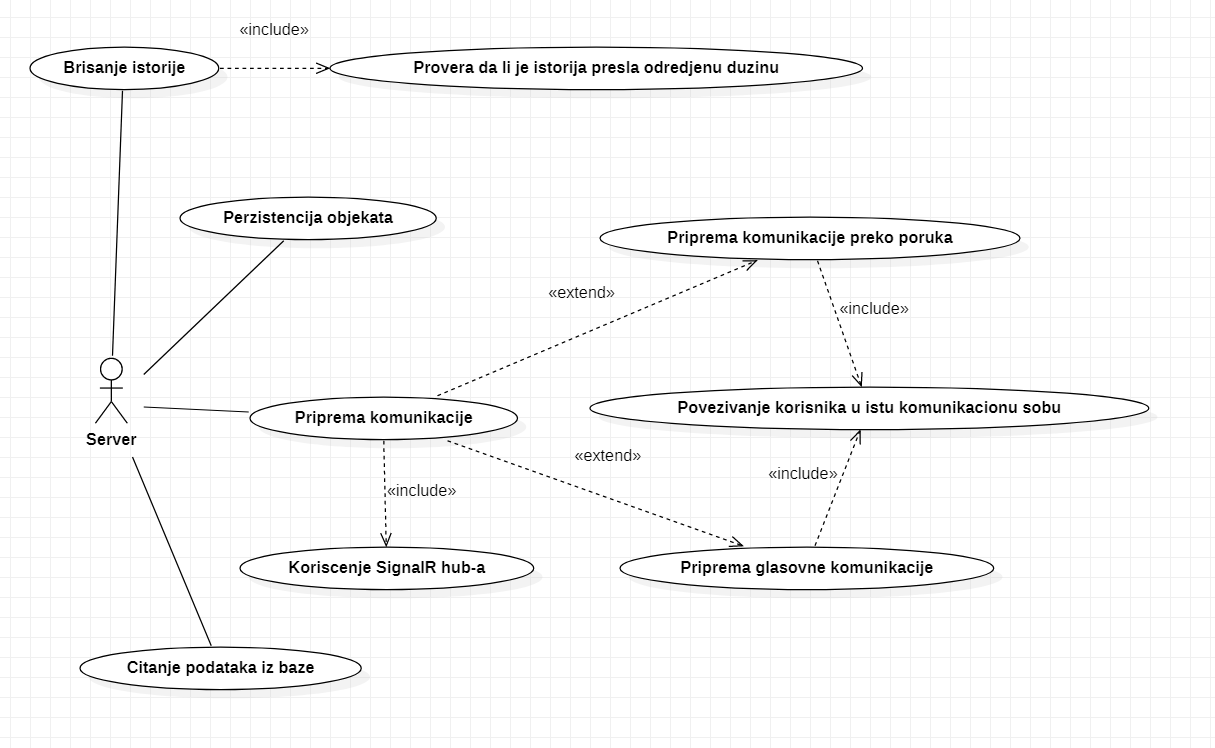 «include»
Brisanje istorije
Provera da li je istorija presla odredjenu duzinu
Perzistencija objekata
Priprema komunikacije preko poruka
«extend»
«include»
Priprema komunikacije
Povezivanje korisnika u istu komunikacionu sobu
Server
«extend»
«include»
«include»
Koriscenje SignalR hub-a
Priprema glasovne komunikacije
Citanje podataka iz baze